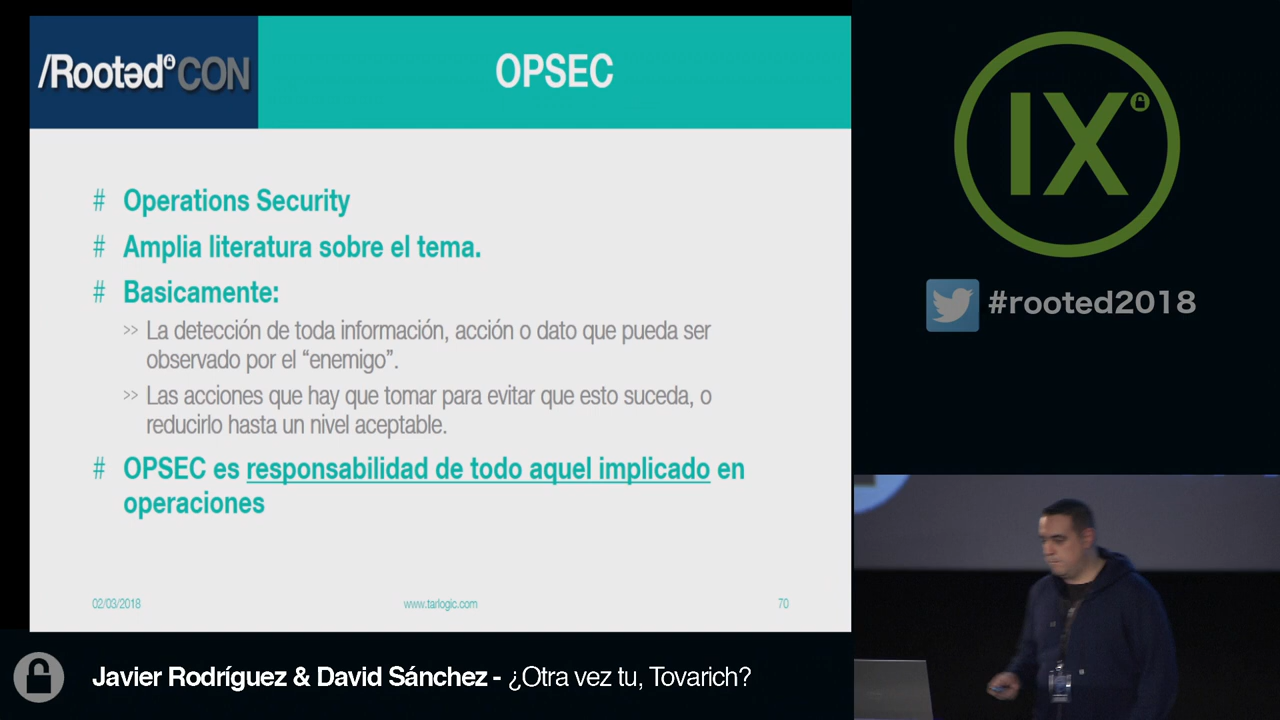 /Rootəd CON
OPSEC
# Operations Security
# Amplia literatura sobre el tema.
# Basicamente:
>> La detección de toda información, acción o dato que pueda ser
observado por el “enemigo”.
>> Las acciones que hay que tomar para evitar que esto suceda, o
reducirlo hasta un nivel aceptable.
# OPSEC es responsabilidad de todo aquel implicado en
operaciones
02/03/2018
www.tarlogic.com
70
IX
#rooted2018
Javier Rodríguez & David Sánchez - ¿Otra vez tu, Tovarich?